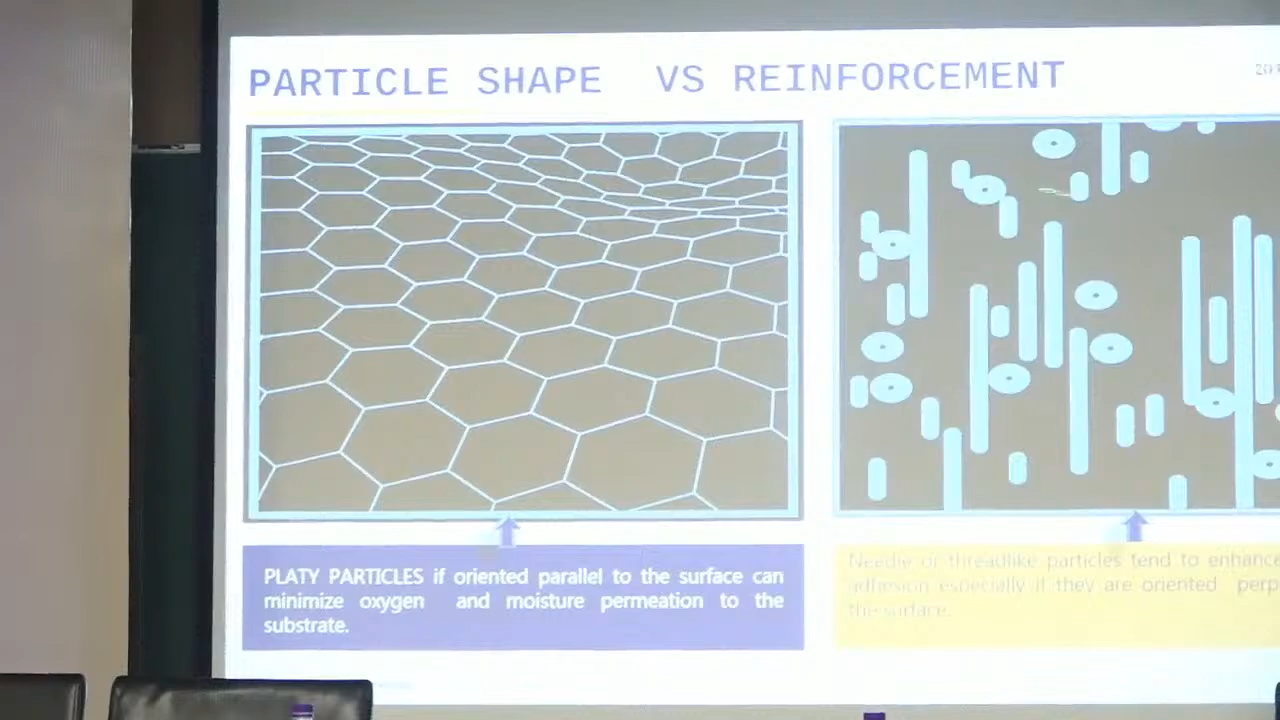 PARTICLE SHAPE VS REINFORCEMENT
PLATY PARTICLES if oriented parallel to the surface can
minimize oxygen and moisture permeation to the
substrate.
Needle or threadlike particles tend to enhance
adhesion especially if they are oriented
the surface.